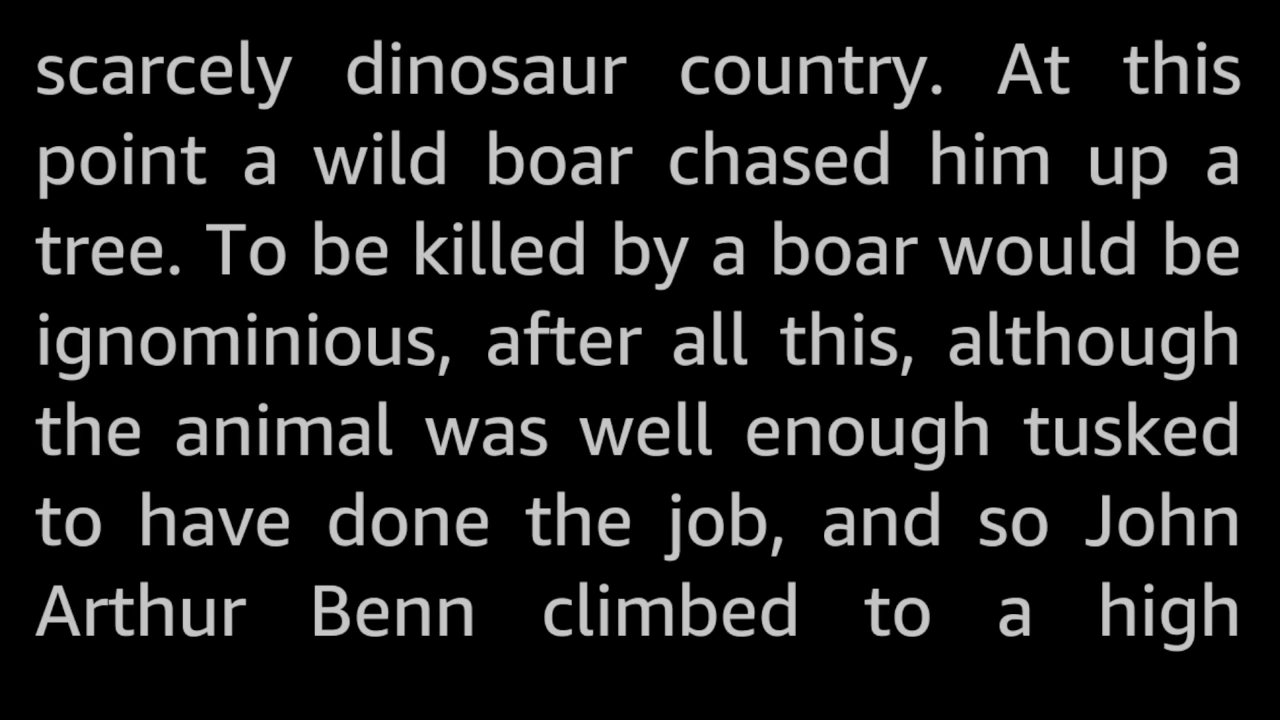 scarcely dinosaur country. At this
point a wild boar chased him up a
tree. To be killed by a boar would be
ignominious, after all this, although
the animal was well enough tusked
to have done the job, and so John
Arthur Benn climbed to a high